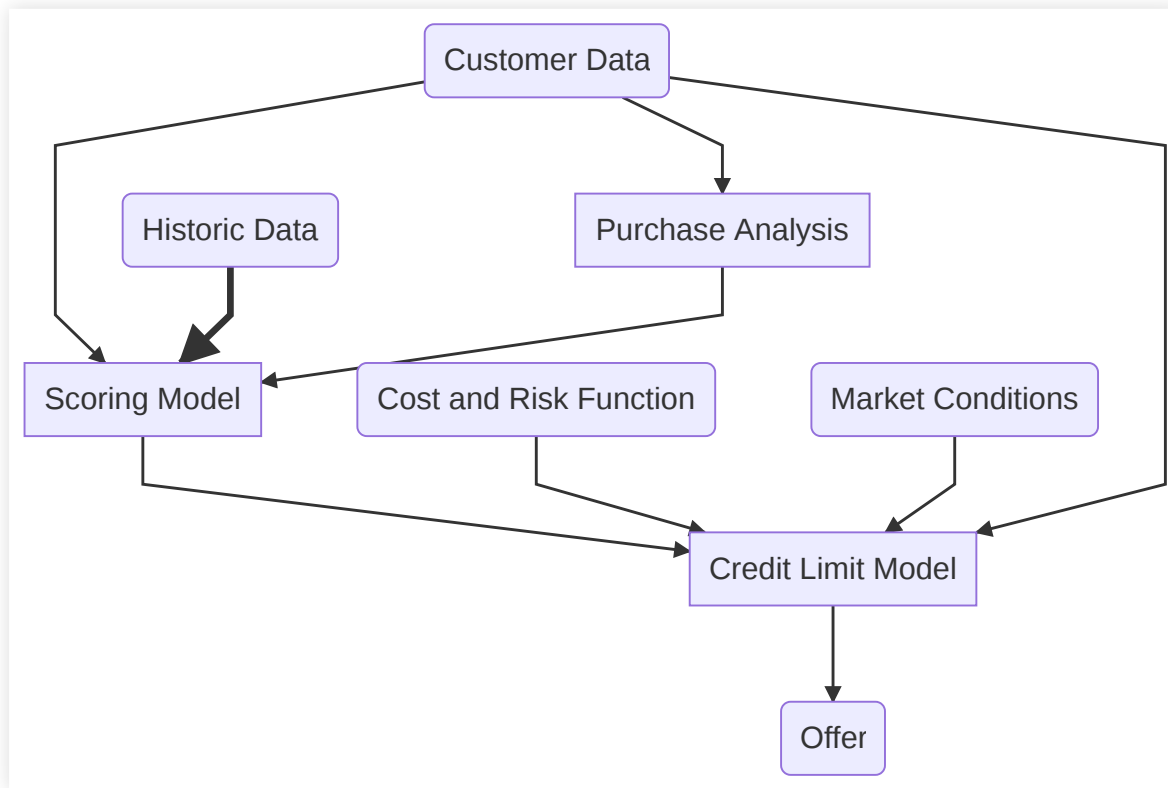 Customer Data
Historic Data
Purchase Analysis
Scoring Model
Cost and Risk Function
Market Conditions
Credit Limit Model
Offer